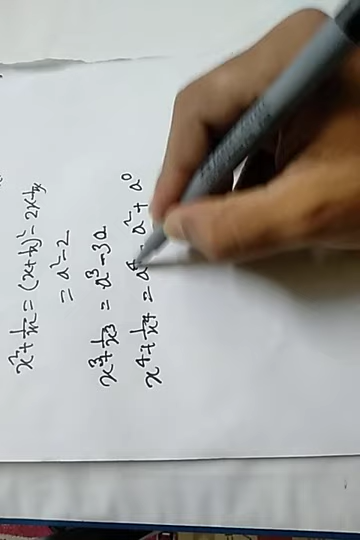 x² + 1/x² = (x + 1/x)² - 2x·1/x
= a² - 2
x³ + 1/x³ = a³ - 3a
x⁴ + 1/x⁴ = a⁴ a² + a⁰